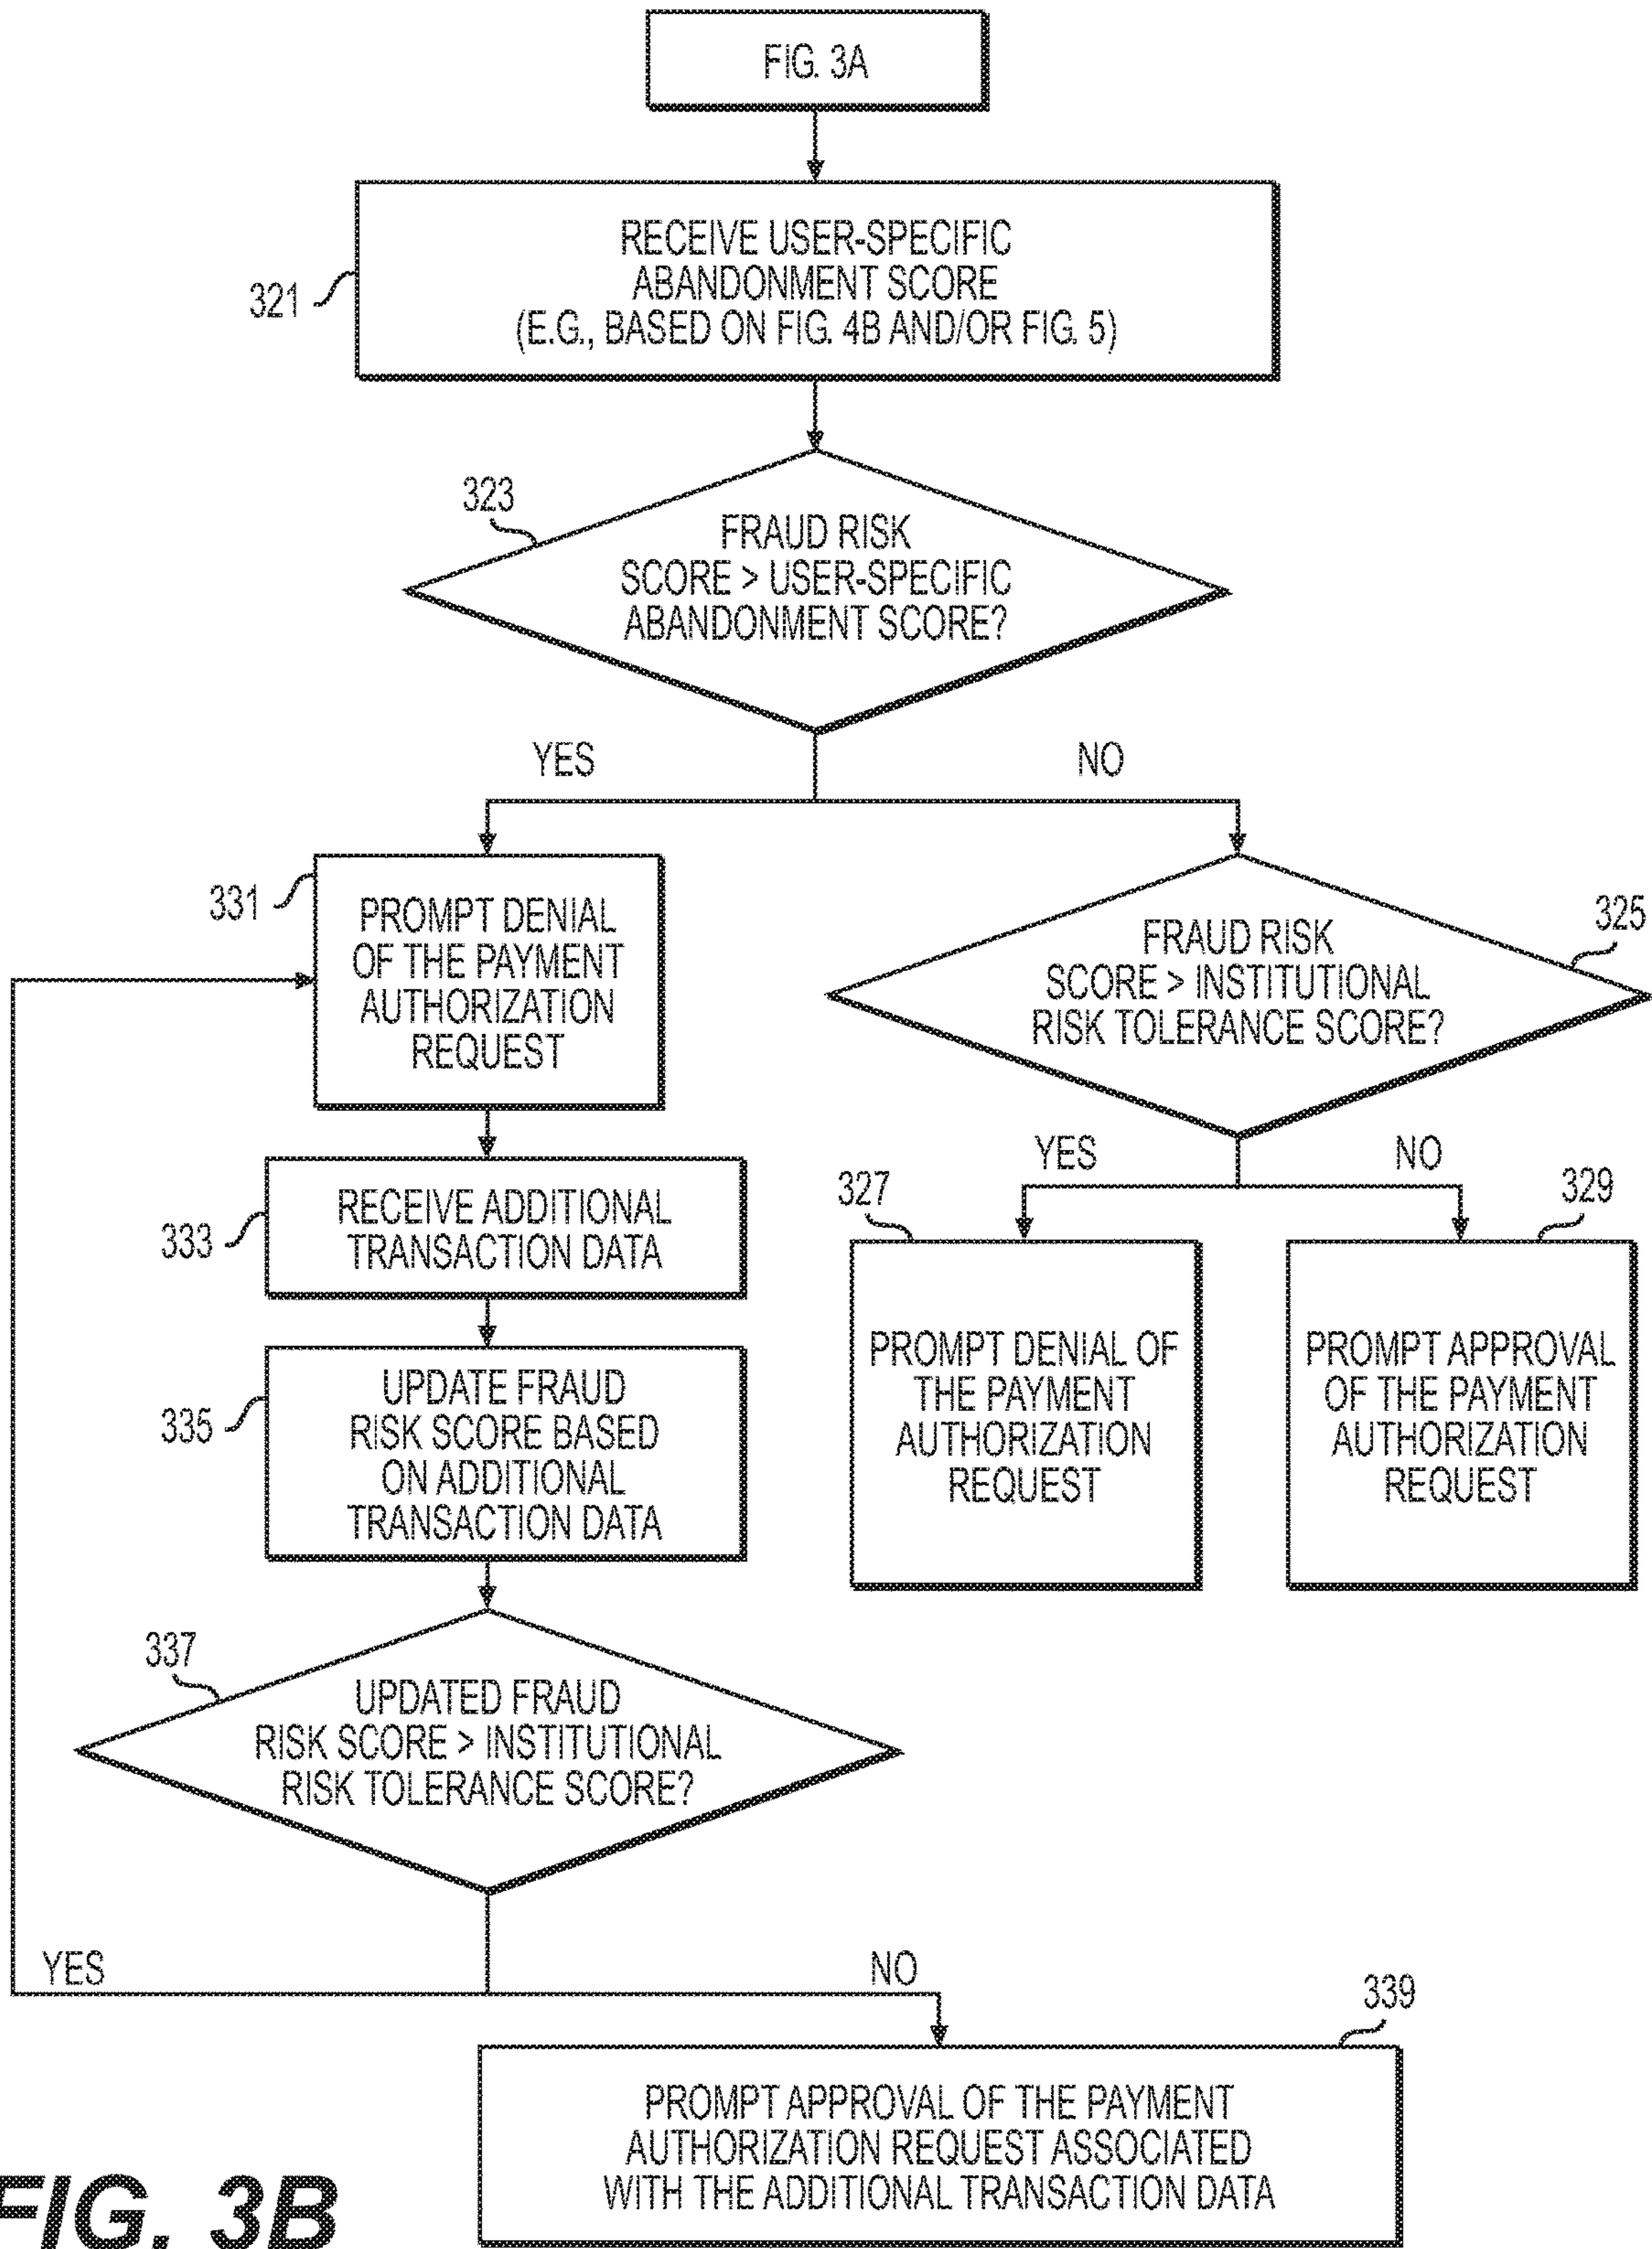 FIG. 3A
RECEIVE USER-SPECIFIC
ABANDONMENT SCORE
(E.G., BASED ON FIG. 4B AND/OR FIG. 5)
321
323
FRAUD RISK
SCORE > USER-SPECIFIC
ABANDONMENT SCORE?
YES
NO
331
PROMPT DENIAL
OF THE PAYMENT
AUTHORIZATION
REQUEST
325
FRAUD RISK
SCORE > INSTITUTIONAL
RISK TOLERANCE SCORE?
YES
NO
333
RECEIVE ADDITIONAL
TRANSACTION DATA
327
PROMPT DENIAL OF
THE PAYMENT
AUTHORIZATION
REQUEST
329
PROMPT APPROVAL
OF THE PAYMENT
AUTHORIZATION
REQUEST
335
UPDATE FRAUD
RISK SCORE BASED
ON ADDITIONAL
TRANSACTION DATA
337
UPDATED FRAUD
RISK SCORE > INSTITUTIONAL
RISK TOLERANCE SCORE?
YES
NO
339
PROMPT APPROVAL OF THE PAYMENT
AUTHORIZATION REQUEST ASSOCIATED
WITH THE ADDITIONAL TRANSACTION DATA
FIG. 3B